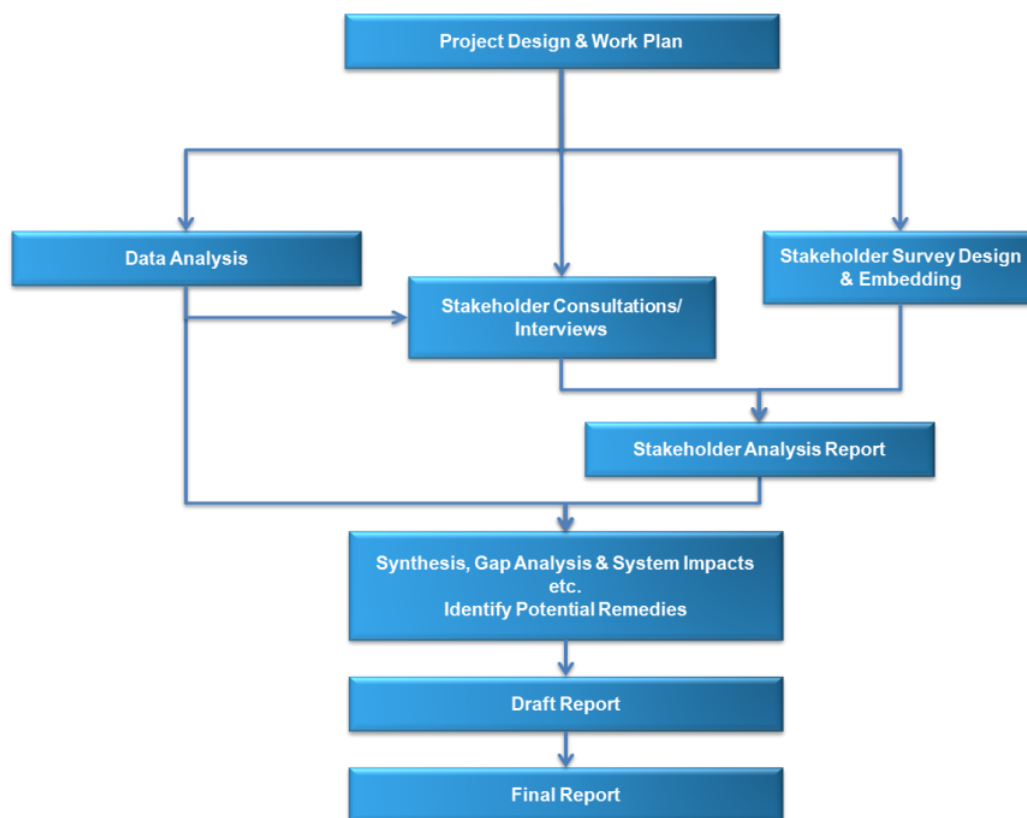 Project Design & Work Plan
Data Analysis
Stakeholder Survey Design
& Embedding
Stakeholder Consultations/
Interviews
Stakeholder Analysis Report
Synthesis, Gap Analysis & System Impacts
etc.
Identify Potential Remedies
Draft Report
Final Report